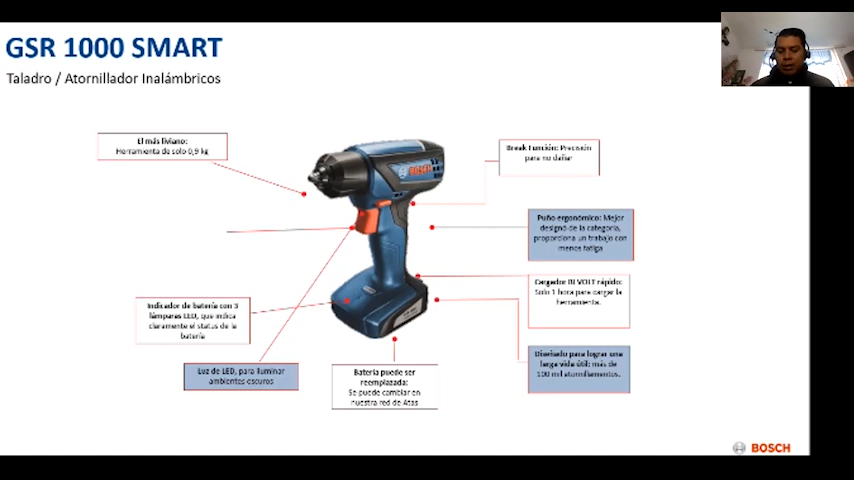 GSR 1000 SMART
Taladro / Atornillador Inalámbricos
El más liviano:
Herramienta de solo 0,9 kg
Break Función: Precisión
para no dañar
BOSCH
Puño ergonómico: Mejor
designó de la categoría,
proporciona un trabajo con
menos fatiga
Cargador BI VOLT rápido:
Solo 1 hora para cargar la
herramienta.
Indicador de batería con 3
lámparas LED, que indica
claramente el status de la
batería
Luz de LED, para iluminar
ambientes oscuros
Batería puede ser
reemplazada:
Se puede cambiar en
nuestra red de Atas
Diseñado para lograr una
larga vida útil: más de
100 mil atornillamientos.
BOSCH